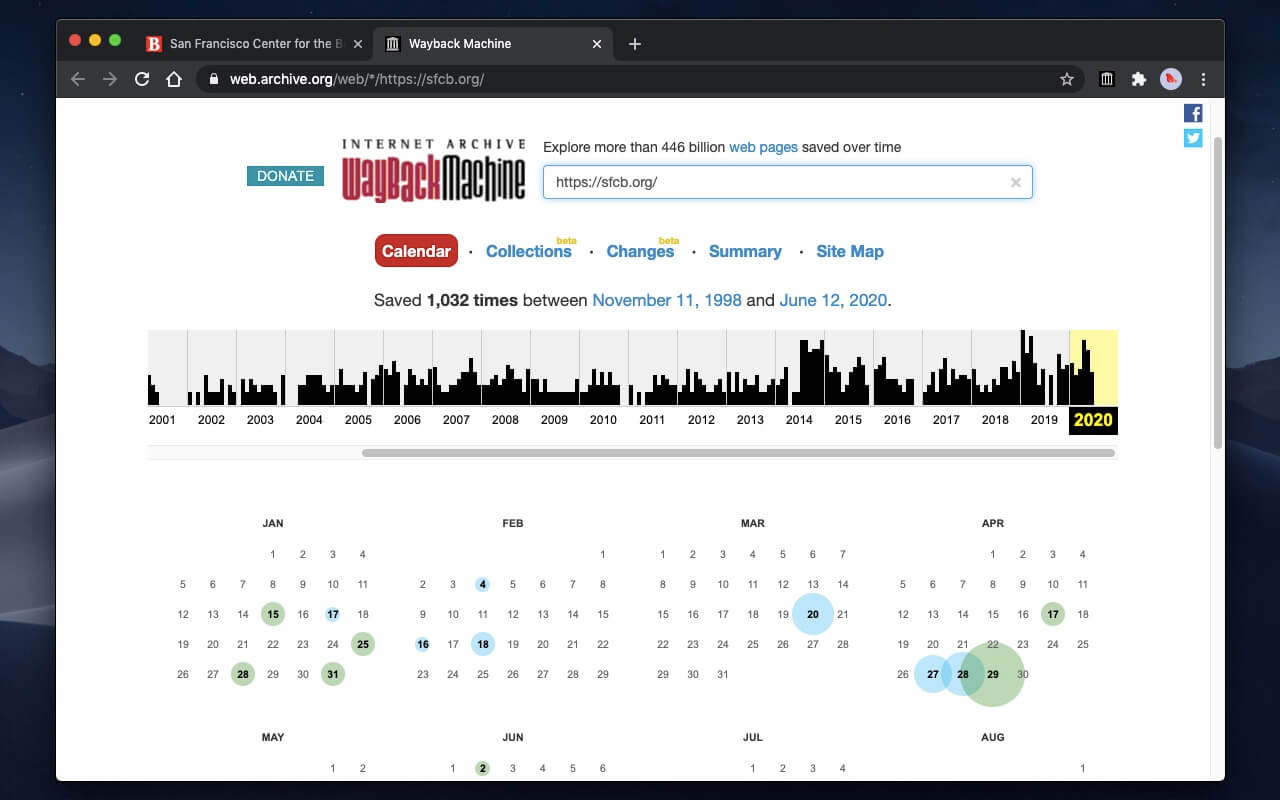 San Francisco Center for the B
Wayback Machine
web.archive.org/web/*/https://sfcb.org/
INTERNET ARCHIVE
WayBackMachine
DONATE
Explore more than 446 billion web pages saved over time
https://sfcb.org/
Calendar · Collections beta · Changes beta · Summary · Site Map
Saved 1,032 times between November 11, 1998 and June 12, 2020.
2001 2002 2003 2004 2005 2006 2007 2008 2009 2010 2011 2012 2013 2014 2015 2016 2017 2018 2019 2020
JAN FEB MAR APR
1 2 3 4 1 1 2 3 4 5 6 7 1 2 3 4
5 6 7 8 9 10 11 2 3 4 5 6 7 8 8 9 10 11 12 13 14 5 6 7 8 9 10 11
12 13 14 15 16 17 18 9 10 11 12 13 14 15 15 16 17 18 19 20 21 12 13 14 15 16 17 18
19 20 21 22 23 24 25 16 17 18 19 20 21 22 22 23 24 25 26 27 28 19 20 21 22 23 24 25
26 27 28 29 30 31 23 24 25 26 27 28 29 29 30 31 26 27 28 29 30
MAY JUN JUL AUG
1 2 1 2 3 4 5 6 1 2 3 4 1